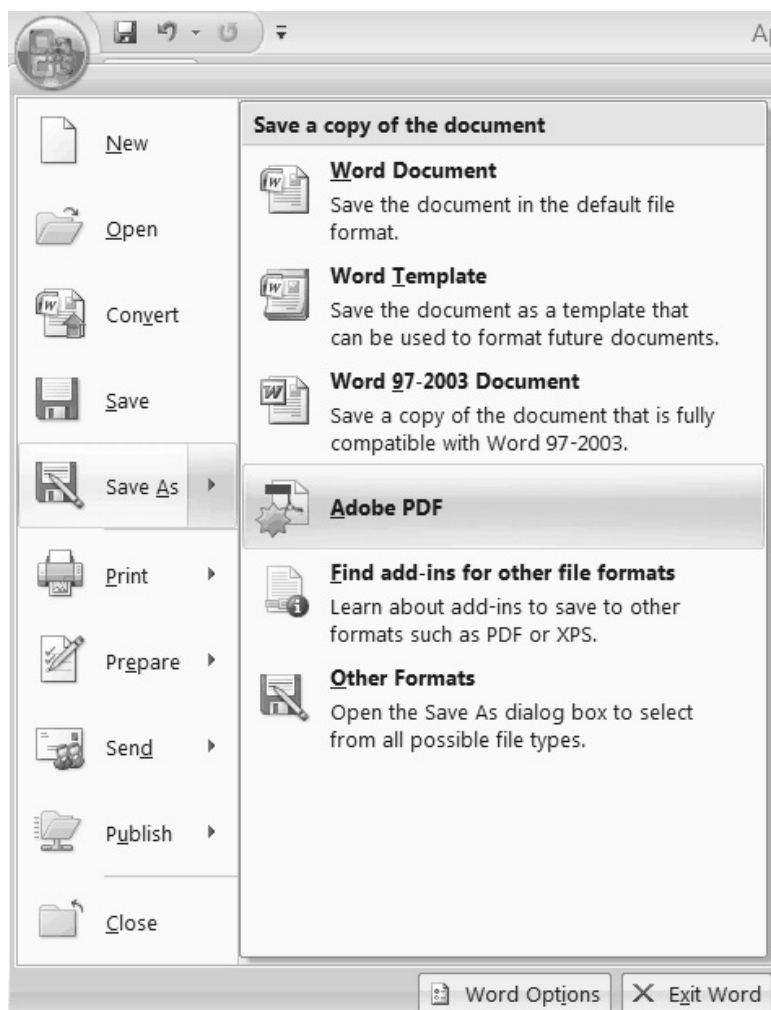 Ap
New
Open
Convert
Save
Save As
Print
Prepare
Send
Publish
Close
Save a copy of the document
Word Document
Save the document in the default file
format.
Word Template
Save the document as a template that
can be used to format future documents.
Word 97-2003 Document
Save a copy of the document that is fully
compatible with Word 97-2003.
Adobe PDF
Find add-ins for other file formats
Learn about add-ins to save to other
formats such as PDF or XPS.
Other Formats
Open the Save As dialog box to select
from all possible file types.
Word Options
Exit Word